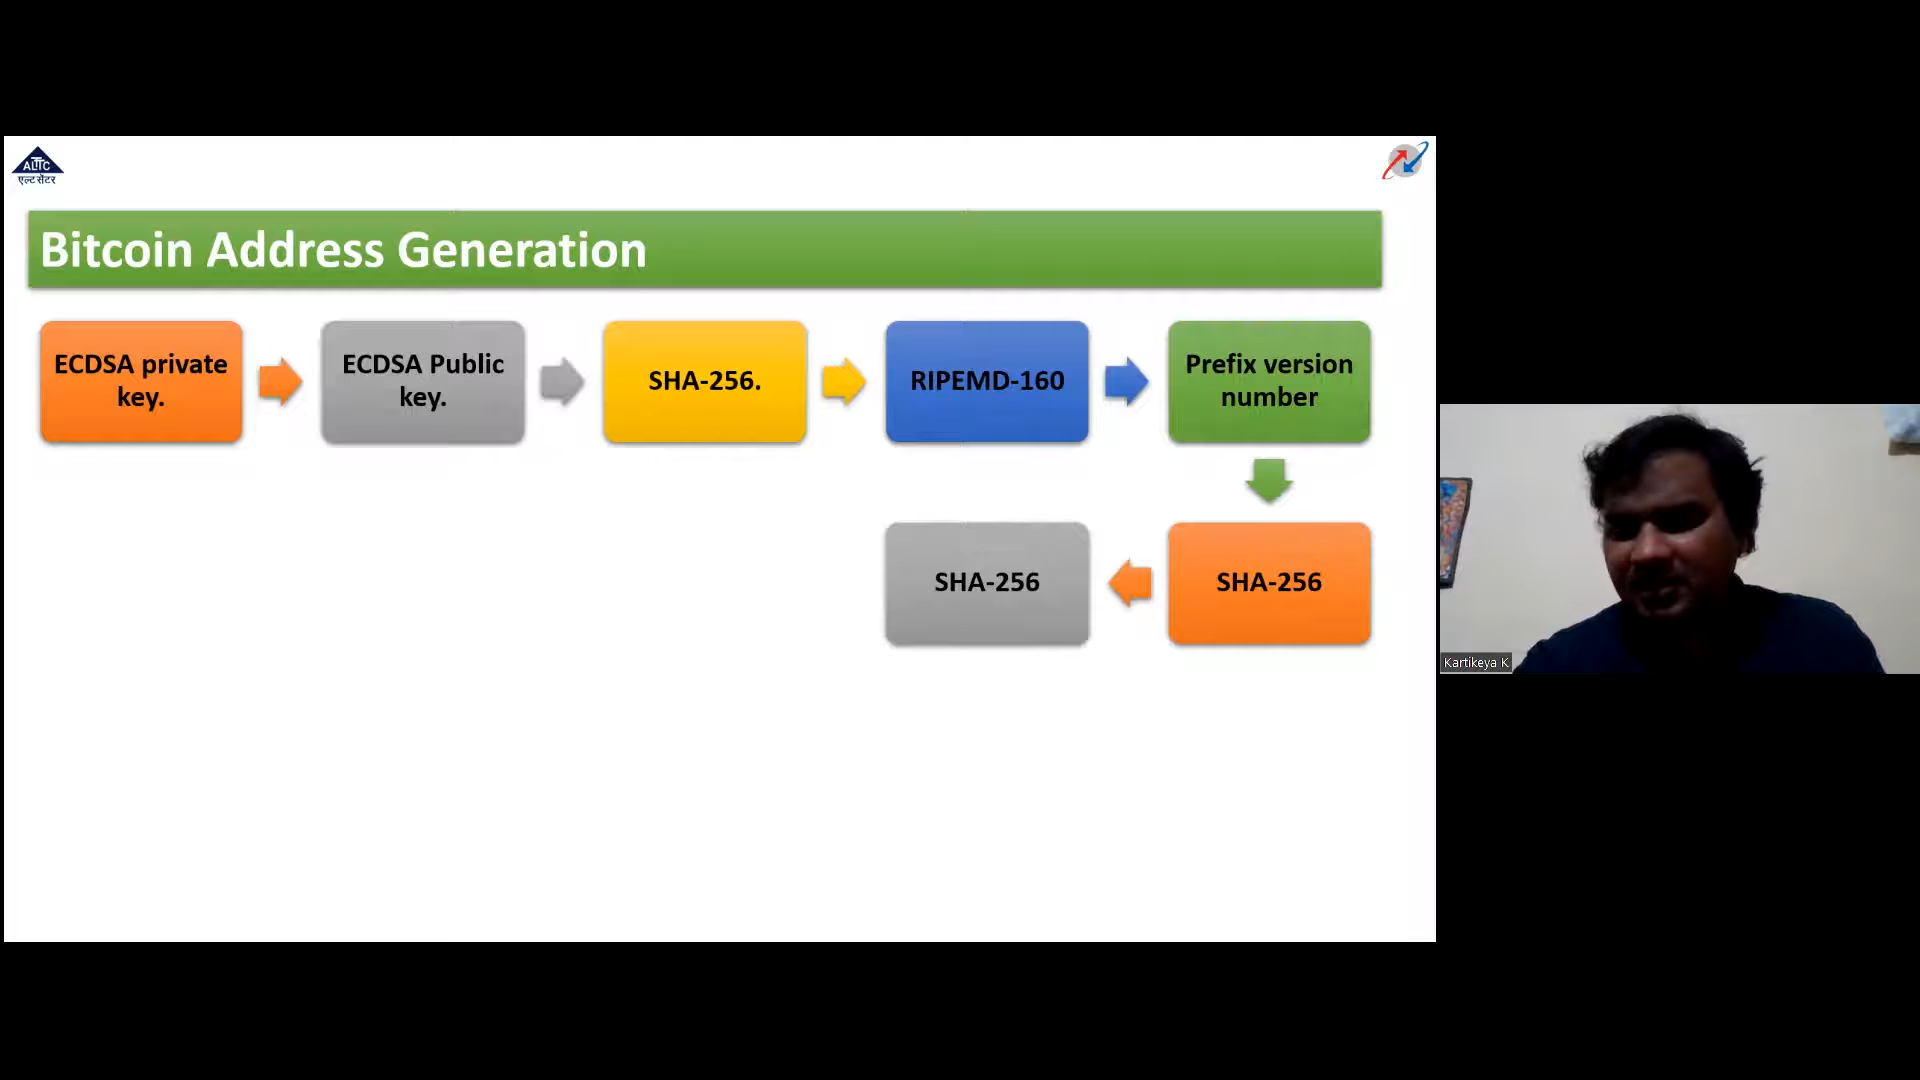 ALTTC
एल्ट सेंटर
Bitcoin Address Generation
ECDSA private
key.
ECDSA Public
key.
SHA-256.
RIPEMD-160
Prefix version
number
SHA-256
SHA-256
Kartikeya K